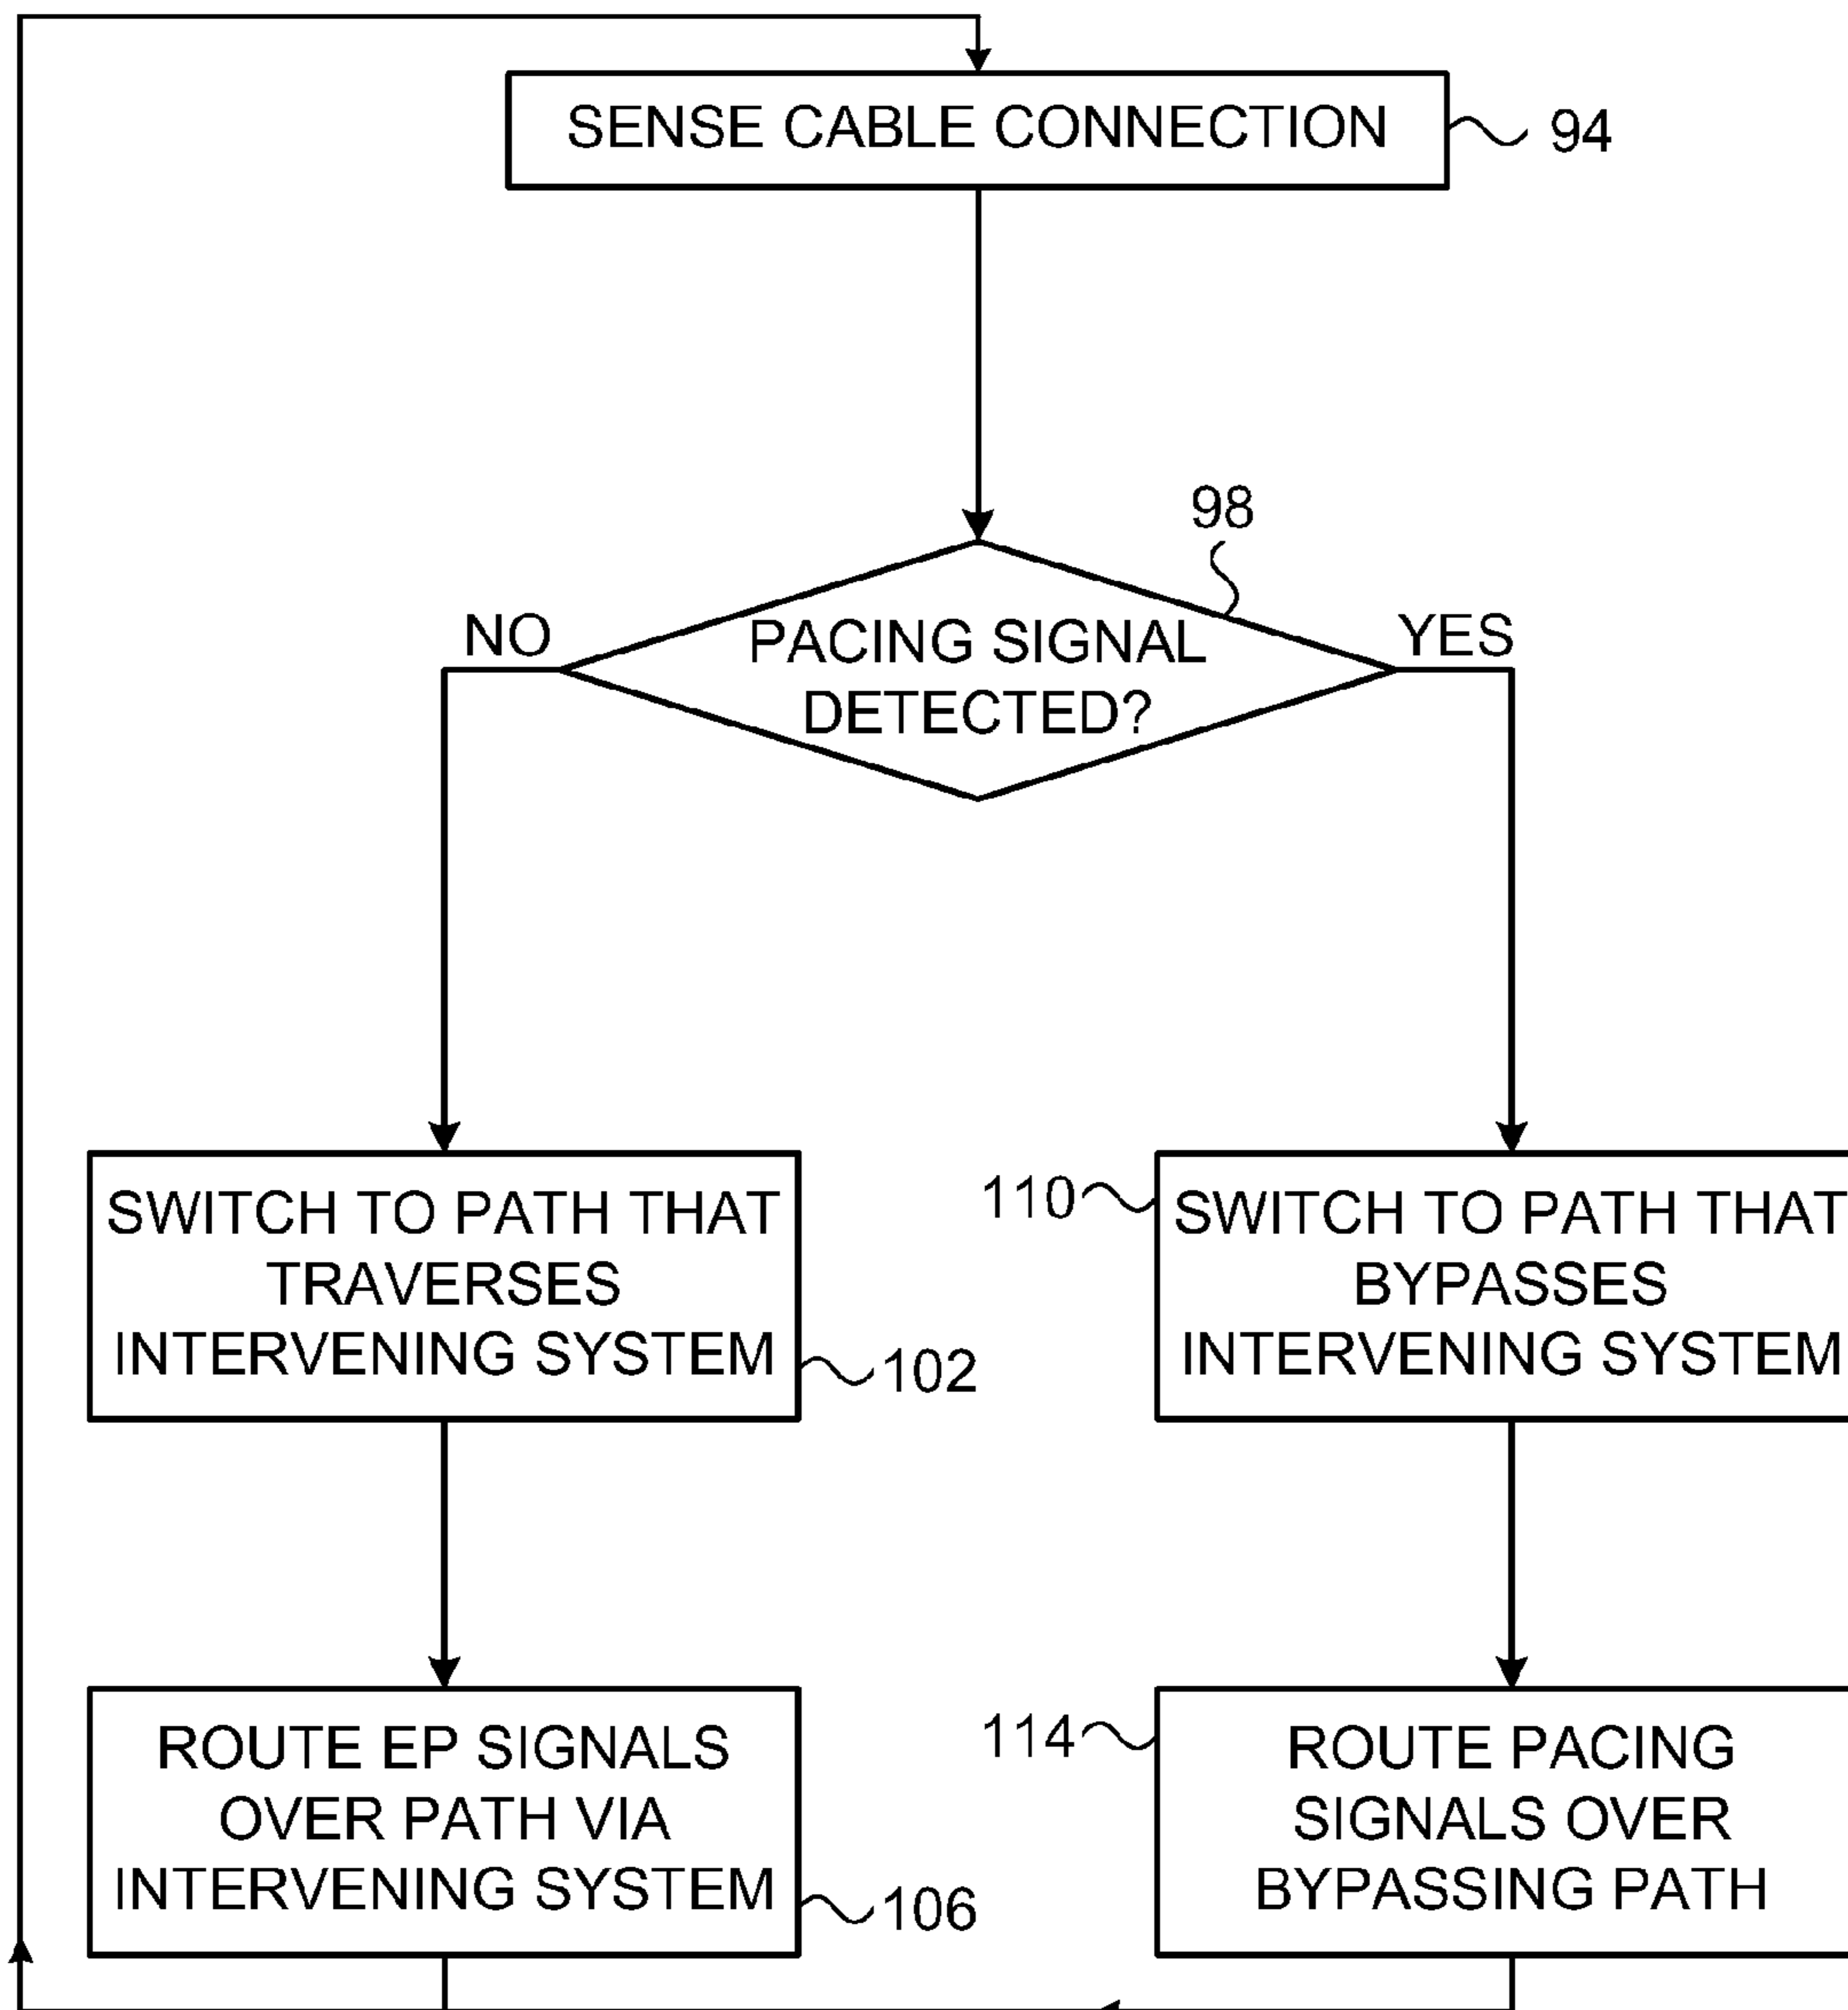 SENSE CABLE CONNECTION
94
98
NO
YES
PACING SIGNAL
DETECTED?
SWITCH TO PATH THAT
TRAVERSES
INTERVENING SYSTEM
102
110
SWITCH TO PATH THAT
BYPASSES
INTERVENING SYSTEM
ROUTE EP SIGNALS
OVER PATH VIA
INTERVENING SYSTEM
106
114
ROUTE PACING
SIGNALS OVER
BYPASSING PATH